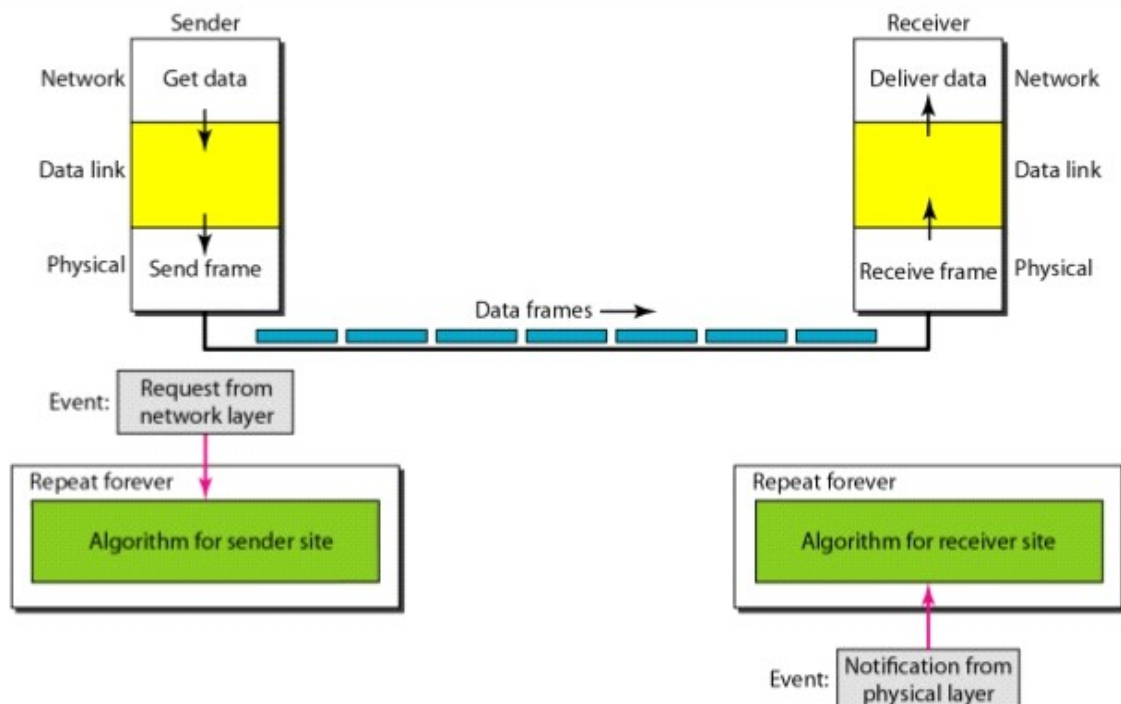 Sender
Receiver
Network
Get data
Deliver data
Network
Data link
Data link
Physical
Send frame
Receive frame
Physical
Data frames
Event:
Request from
network layer
Repeat forever
Algorithm for sender site
Repeat forever
Algorithm for receiver site
Event:
Notification from
physical layer